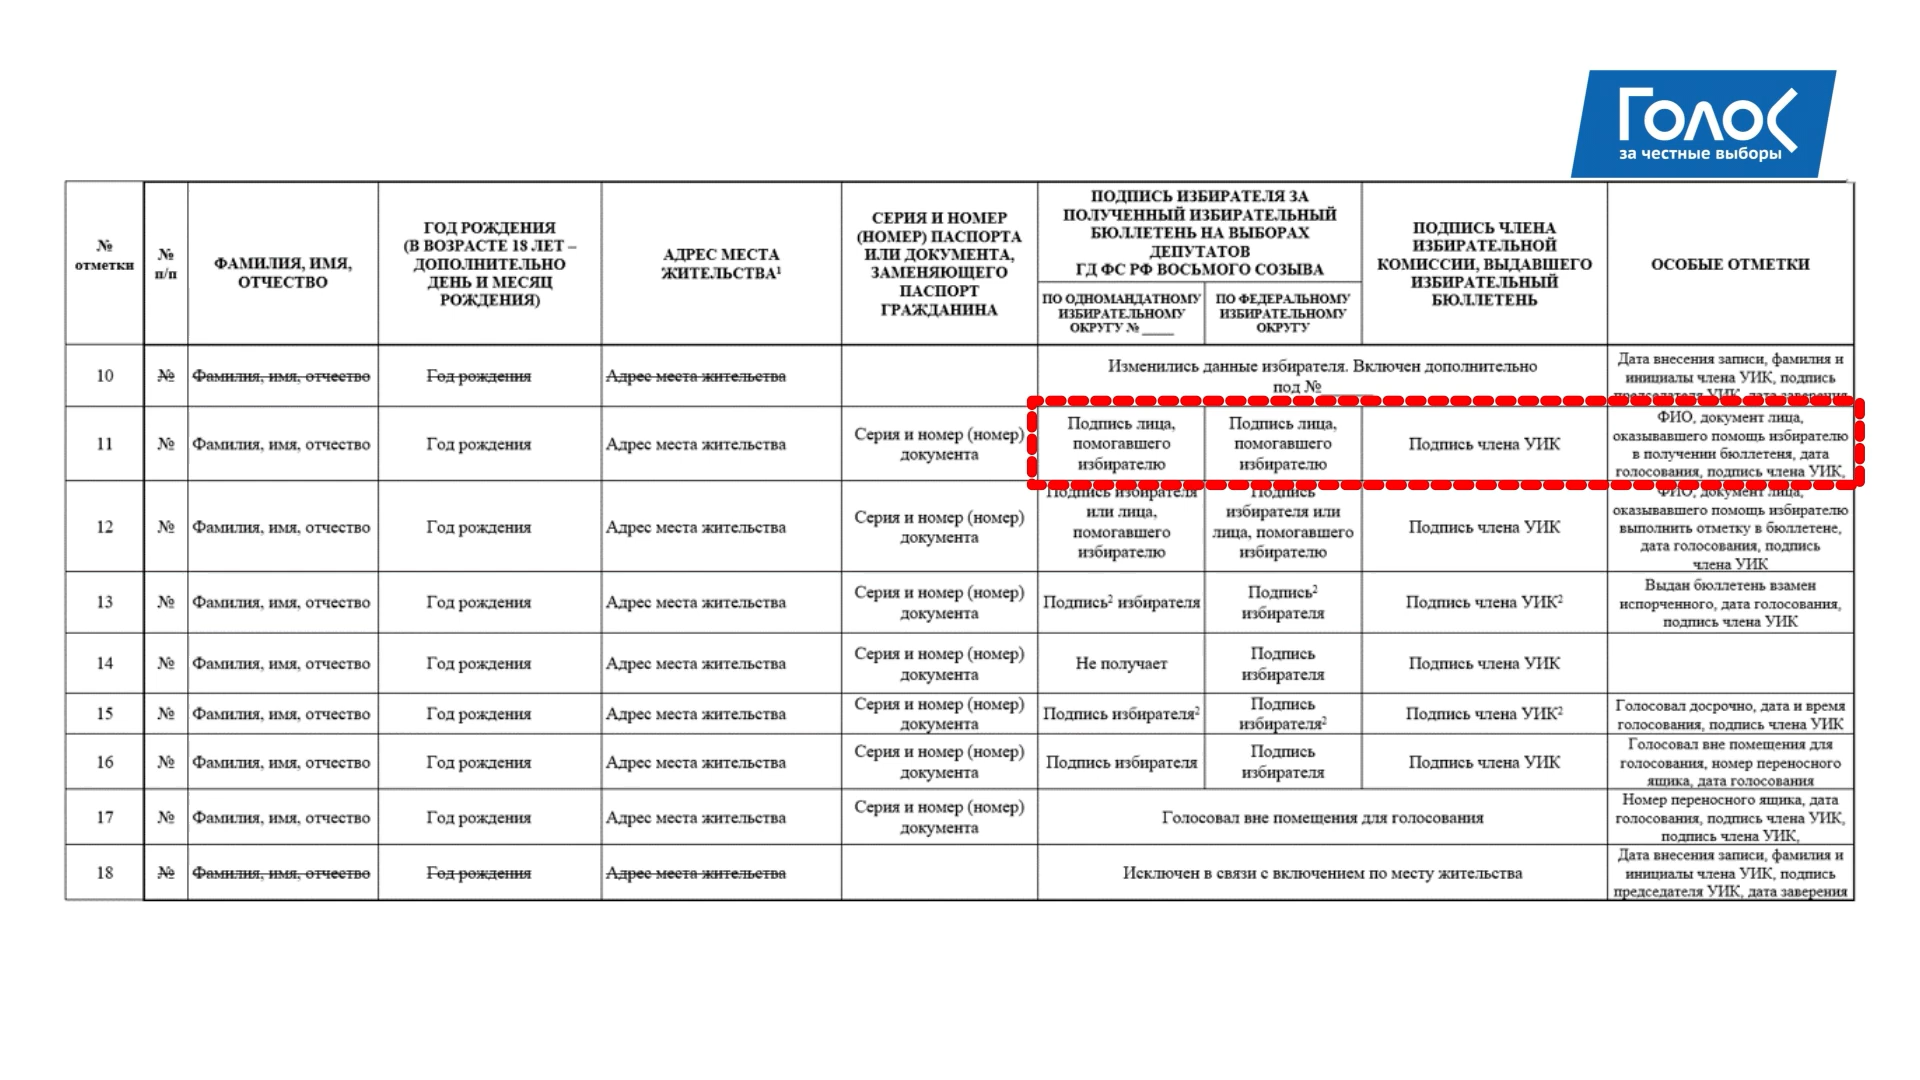 Голос
за честные выборы
№
отметки
№
п/п
ФАМИЛИЯ, ИМЯ,
ОТЧЕСТВО
ГОД РОЖДЕНИЯ
(В ВОЗРАСТЕ 18 ЛЕТ –
ДОПОЛНИТЕЛЬНО
ДЕНЬ И МЕСЯЦ
РОЖДЕНИЯ)
АДРЕС МЕСТА
ЖИТЕЛЬСТВА¹
СЕРИЯ И НОМЕР
(НОМЕР) ПАСПОРТА
ИЛИ ДОКУМЕНТА,
ЗАМЕНЯЮЩЕГО
ПАСПОРТ
ГРАЖДАНИНА
ПОДПИСЬ ИЗБИРАТЕЛЯ ЗА
ПОЛУЧЕННЫЙ ИЗБИРАТЕЛЬНЫЙ
БЮЛЛЕТЕНЬ НА ВЫБОРАХ
ДЕПУТАТОВ
ГД ФС РФ ВОСЬМОГО СОЗЫВА
ПО ОДНОМАНДАТНОМУ
ИЗБИРАТЕЛЬНОМУ
ОКРУГУ № ____
ПО ФЕДЕРАЛЬНОМУ
ИЗБИРАТЕЛЬНОМУ
ОКРУГУ
ПОДПИСЬ ЧЛЕНА
ИЗБИРАТЕЛЬНОЙ
КОМИССИИ, ВЫДАВШЕГО
ИЗБИРАТЕЛЬНЫЙ
БЮЛЛЕТЕНЬ
ОСОБЫЕ ОТМЕТКИ
10
№
Фамилия, имя, отчество
Год рождения
Адрес места жительства
Изменились данные избирателя. Включен дополнительно
под № ______
Дата внесения записи, фамилия и
инициалы члена УИК, подпись
председателя УИК, дата заверения
11
№
Фамилия, имя, отчество
Год рождения
Адрес места жительства
Серия и номер (номер)
документа
Подпись лица,
помогавшего
избирателю
Подпись лица,
помогавшего
избирателю
Подпись члена УИК
ФИО, документ лица,
оказывавшего помощь избирателю
в получении бюллетеня, дата
голосования, подпись члена УИК,
12
№
Фамилия, имя, отчество
Год рождения
Адрес места жительства
Серия и номер (номер)
документа
Подпись избирателя
или лица,
помогавшего
избирателю
Подпись
избирателя или
лица, помогавшего
избирателю
Подпись члена УИК
ФИО, документ лица,
оказывавшего помощь избирателю
выполнить отметку в бюллетене,
дата голосования, подпись
члена УИК
13
№
Фамилия, имя, отчество
Год рождения
Адрес места жительства
Серия и номер (номер)
документа
Подпись² избирателя
Подпись²
избирателя
Подпись члена УИК²
Выдан бюллетень взамен
испорченного, дата голосования,
подпись члена УИК
14
№
Фамилия, имя, отчество
Год рождения
Адрес места жительства
Серия и номер (номер)
документа
Не получает
Подпись
избирателя
Подпись члена УИК
15
№
Фамилия, имя, отчество
Год рождения
Адрес места жительства
Серия и номер (номер)
документа
Подпись избирателя²
Подпись
избирателя²
Подпись члена УИК²
Голосовал досрочно, дата и время
голосования, подпись члена УИК
16
№
Фамилия, имя, отчество
Год рождения
Адрес места жительства
Серия и номер (номер)
документа
Подпись избирателя
Подпись
избирателя
Подпись члена УИК
Голосовал вне помещения для
голосования, номер переносного
ящика, дата голосования
17
№
Фамилия, имя, отчество
Год рождения
Адрес места жительства
Серия и номер (номер)
документа
Голосовал вне помещения для голосования
Номер переносного ящика, дата
голосования, подпись члена УИК,
подпись члена УИК,
18
№
Фамилия, имя, отчество
Год рождения
Адрес места жительства
Исключен в связи с включением по месту жительства
Дата внесения записи, фамилия и
инициалы члена УИК, подпись
председателя УИК, дата заверения